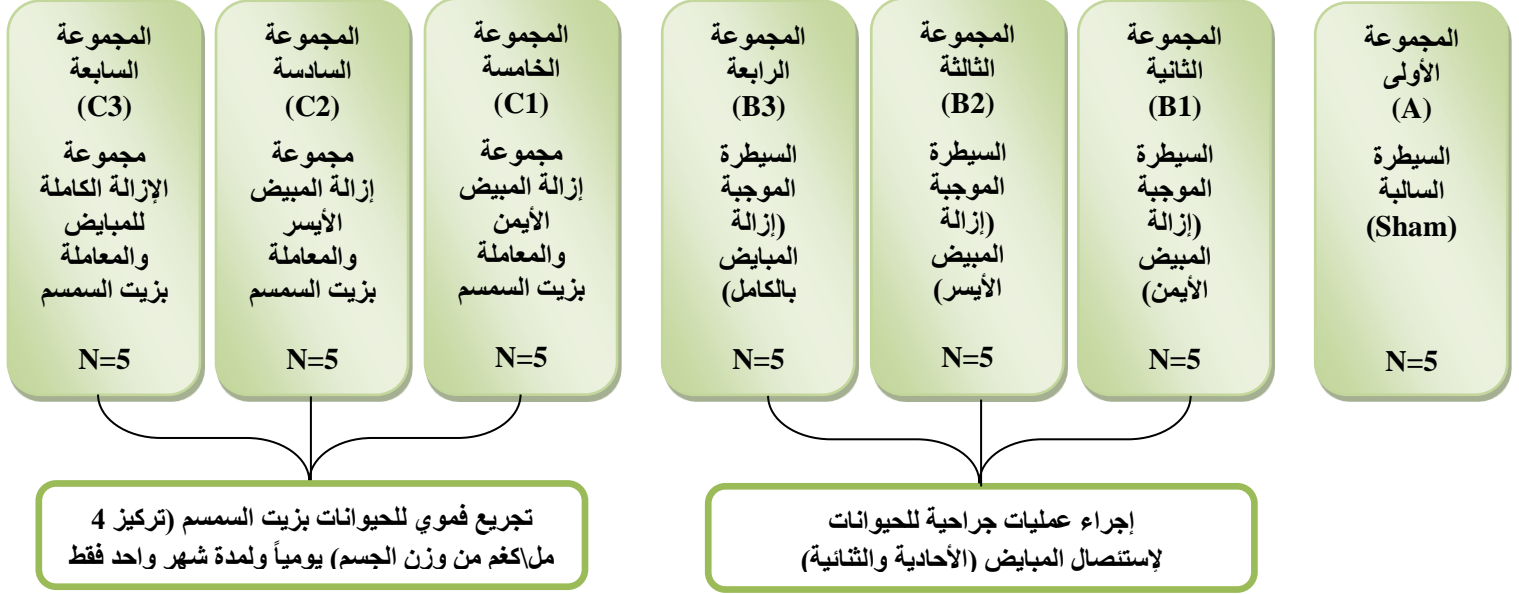 المجموعة
الأولى
(A)
السيطرة
السالبة
(Sham)
N=5
المجموعة
الثانية
(B1)
السيطرة
الموجبة
(إزالة
المبيض
الأيمن)
N=5
المجموعة
الثالثة
(B2)
السيطرة
الموجبة
(إزالة
المبيض
الأيسر)
N=5
المجموعة
الرابعة
(B3)
السيطرة
الموجبة
(إزالة
المبايض
بالكامل)
N=5
المجموعة
الخامسة
(C1)
مجموعة
إزالة المبيض
الأيمن
والمعاملة
بزيت السمسم
N=5
المجموعة
السادسة
(C2)
مجموعة
إزالة المبيض
الأيسر
والمعاملة
بزيت السمسم
N=5
المجموعة
السابعة
(C3)
مجموعة
الإزالة الكاملة
للمبايض
والمعاملة
بزيت السمسم
N=5
إجراء عمليات جراحية للحيوانات
لإستئصال المبايض (الأحادية والثنائية)
تجريع فموي للحيوانات بزيت السمسم (تركيز 4
مل\كغم من وزن الجسم) يومياً ولمدة شهر واحد فقط